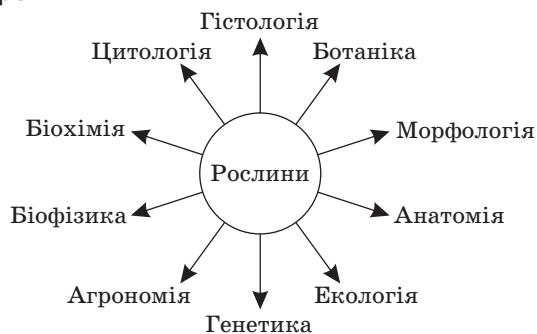 Гістологія
Цитологія
Ботаніка
Біохімія
Морфологія
Рослини
Біофізика
Анатомія
Агрономія
Екологія
Генетика